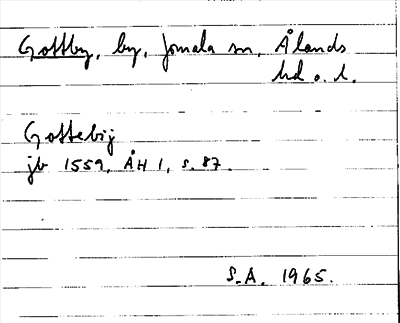 Gottby, by, Jomala sn, Ålands
hd o. l.
Gottebij
jb 1559, ÅH 1, s. 87.
S.A. 1965.